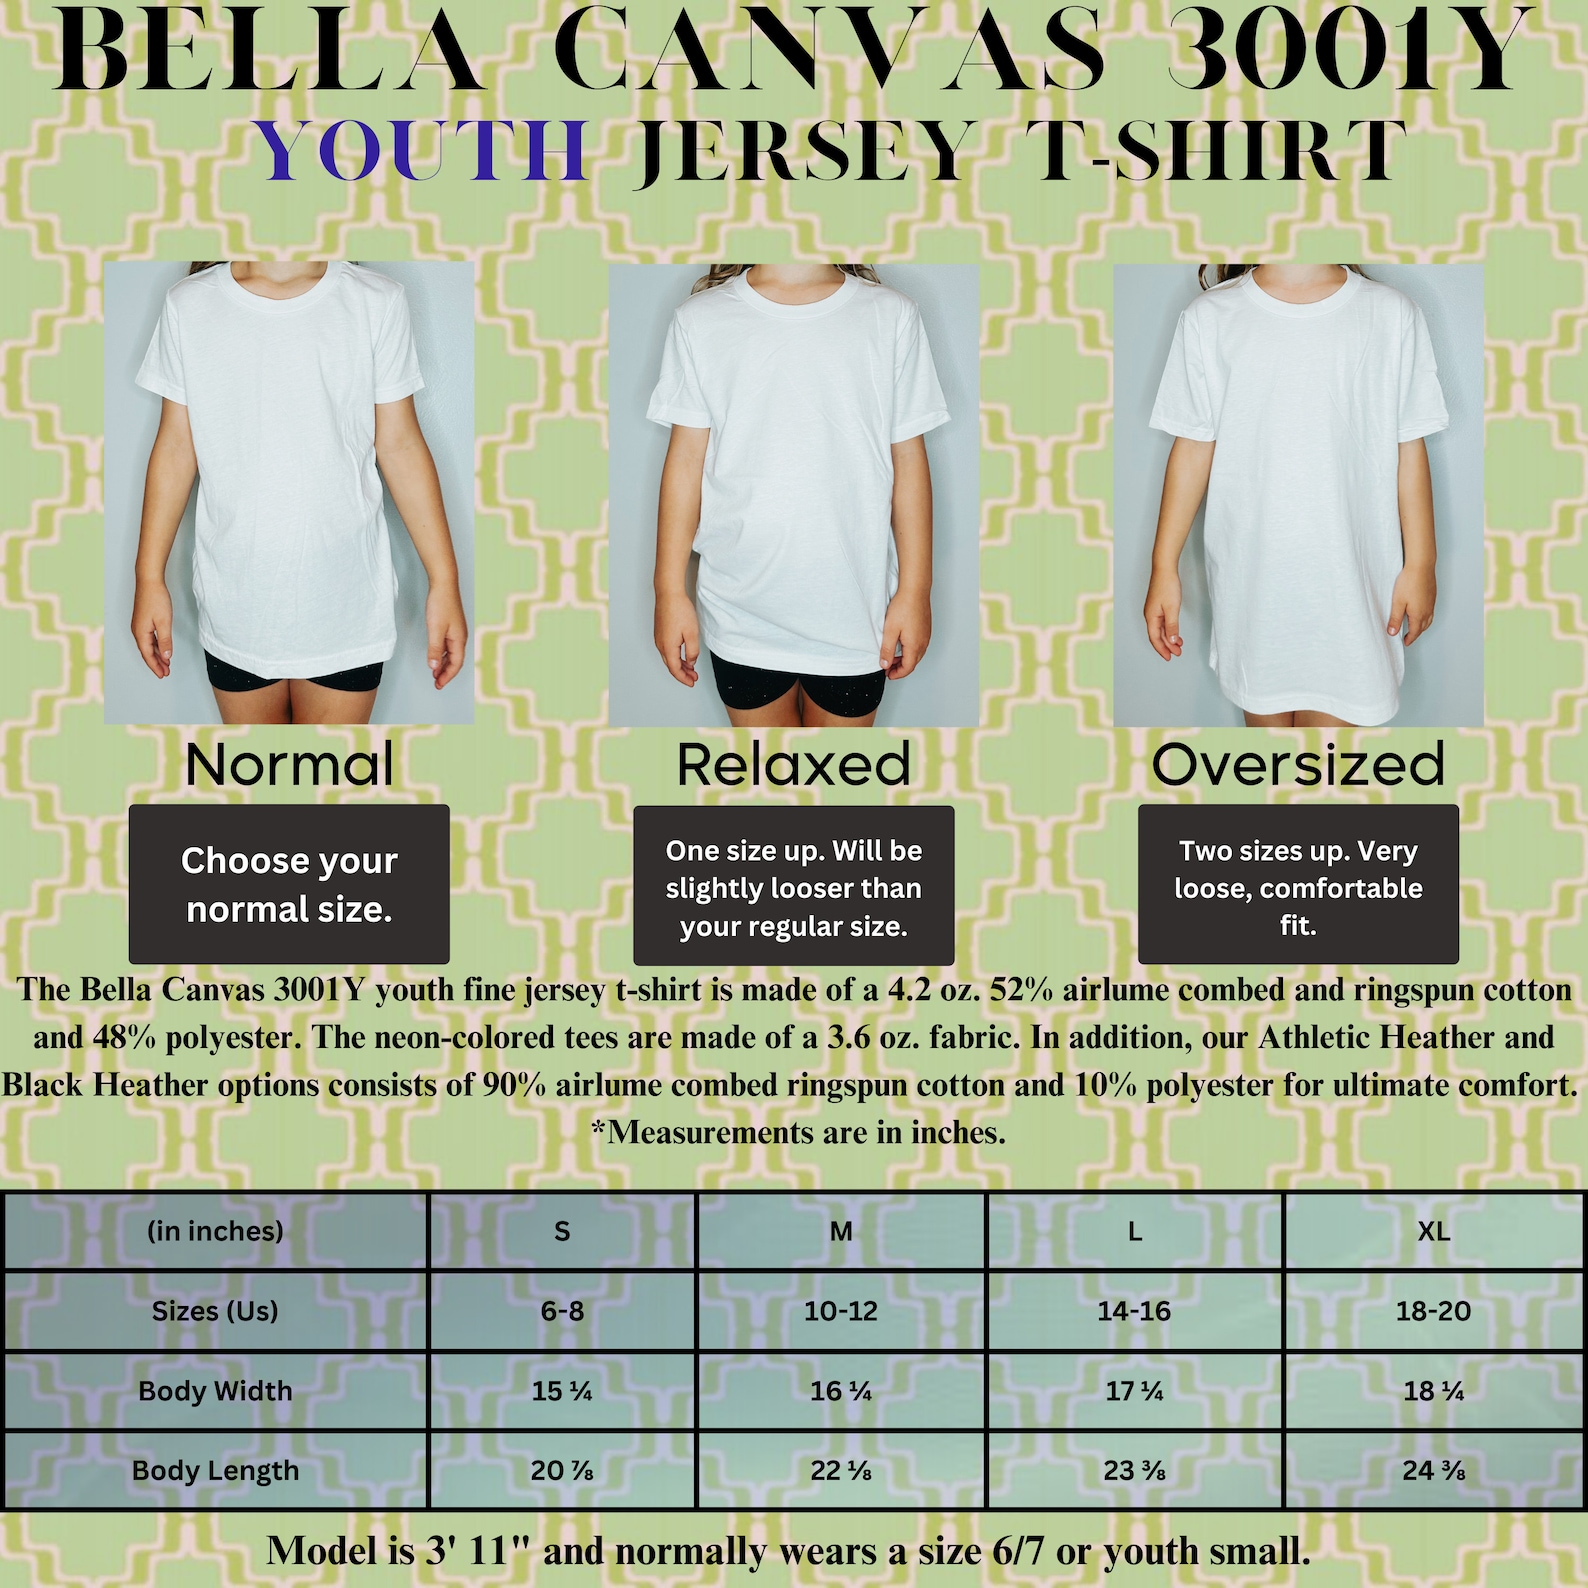 BELLA CANVAS 3001Y
YOUTH JERSEY T-SHIRT
Normal
Choose your
normal size.
Relaxed
One size up. Will be
slightly looser than
your regular size.
Oversized
Two sizes up. Very
loose, comfortable
fit.
The Bella Canvas 3001Y youth fine jersey t-shirt is made of a 4.2 oz. 52% airlume combed and ringspun cotton
and 48% polyester. The neon-colored tees are made of a 3.6 oz. fabric. In addition, our Athletic Heather and
Black Heather options consists of 90% airlume combed ringspun cotton and 10% polyester for ultimate comfort.
*Measurements are in inches.
(in inches) S M L XL
Sizes (Us) 6-8 10-12 14-16 18-20
Body Width 15 ¼ 16 ¼ 17 ¼ 18 ¼
Body Length 20 ⅞ 22 ⅛ 23 ⅜ 24 ⅜
Model is 3' 11" and normally wears a size 6/7 or youth small.